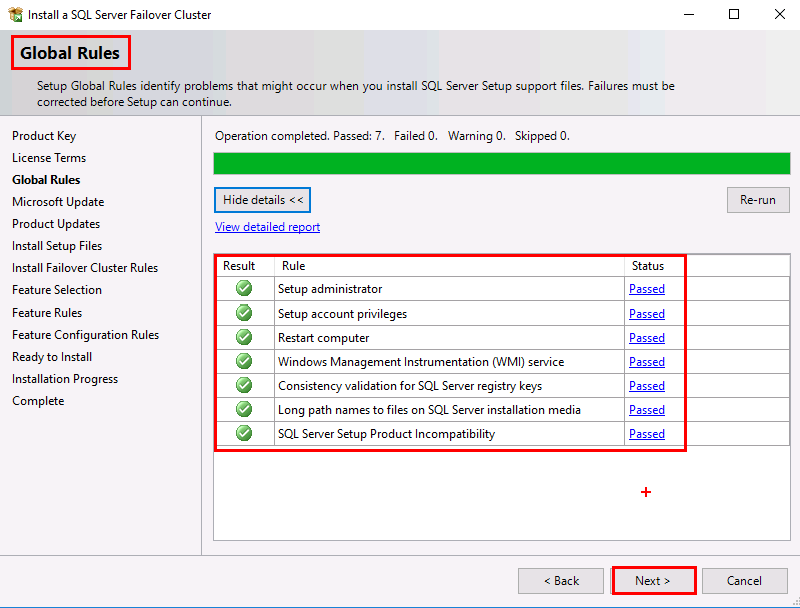 Install a SQL Server Failover Cluster
Global Rules
Setup Global Rules identify problems that might occur when you install SQL Server Setup support files. Failures must be
corrected before Setup can continue.
Product Key
License Terms
Global Rules
Microsoft Update
Product Updates
Install Setup Files
Install Failover Cluster Rules
Feature Selection
Feature Rules
Feature Configuration Rules
Ready to Install
Installation Progress
Complete
Operation completed. Passed: 7. Failed 0. Warning 0. Skipped 0.
Hide details <<
Re-run
View detailed report
Result Rule Status
Setup administrator Passed
Setup account privileges Passed
Restart computer Passed
Windows Management Instrumentation (WMI) service Passed
Consistency validation for SQL Server registry keys Passed
Long path names to files on SQL Server installation media Passed
SQL Server Setup Product Incompatibility Passed
< Back Next > Cancel